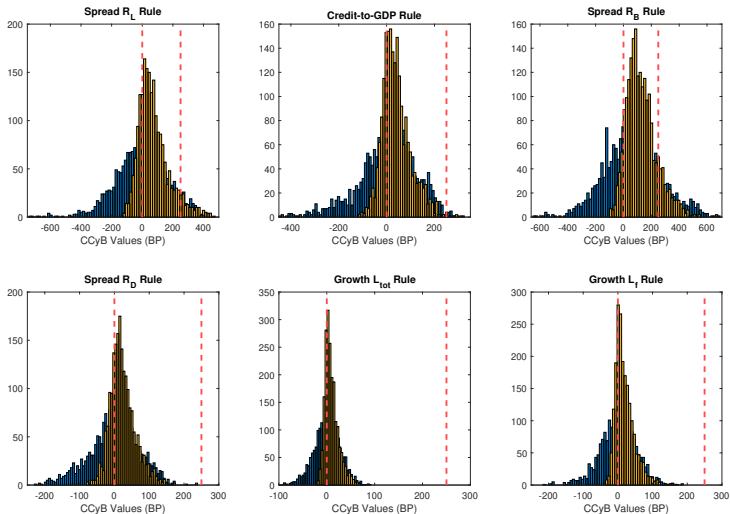 Spread R_L Rule
200
150
100
50
0
-600 -400 -200 0 200 400
CCyB Values (BP)
Credit-to-GDP Rule
160
140
120
100
80
60
40
20
0
-400 -200 0 200
CCyB Values (BP)
Spread R_B Rule
160
140
120
100
80
60
40
20
0
-600 -400 -200 0 200 400 600
CCyB Values (BP)
Spread R_D Rule
200
150
100
50
0
-200 -100 0 100 200 300
CCyB Values (BP)
Growth L_tot Rule
350
300
250
200
150
100
50
0
-100 0 100 200 300
CCyB Values (BP)
Growth L_f Rule
300
250
200
150
100
50
0
-200 -100 0 100 200 300
CCyB Values (BP)